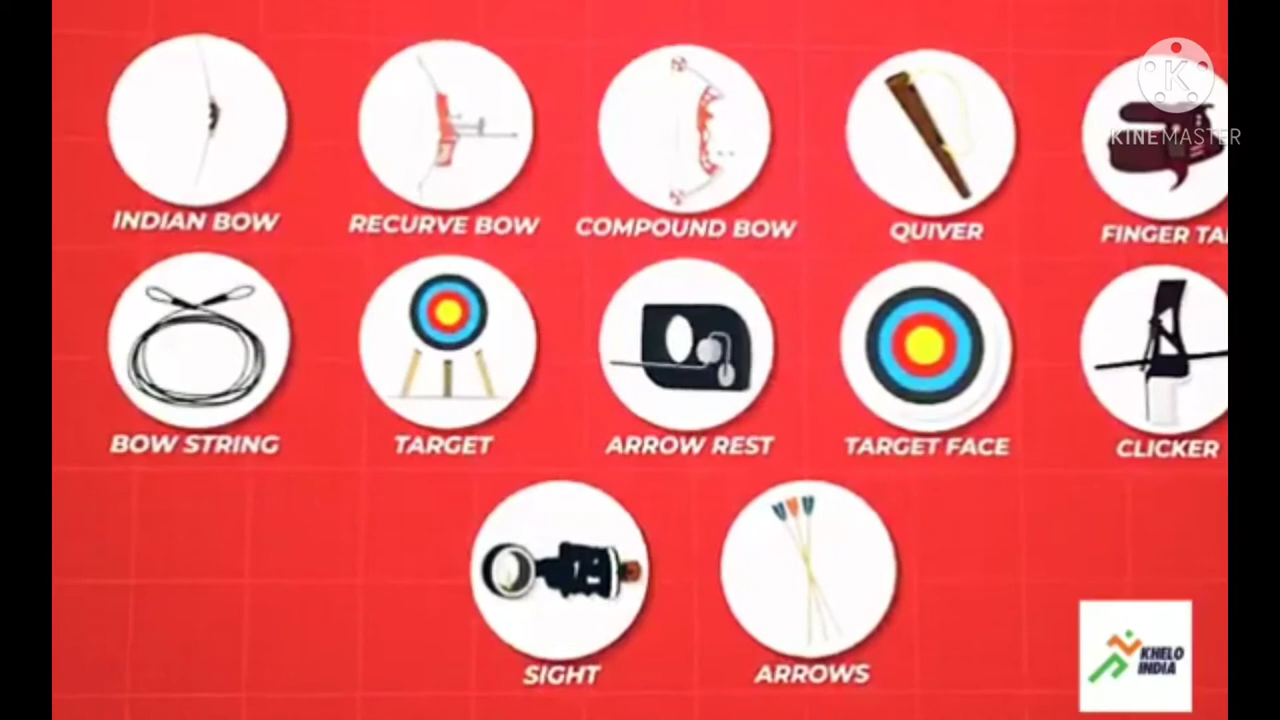 K
KINEMASTER
INDIAN BOW
RECURVE BOW
COMPOUND BOW
QUIVER
FINGER TA
BOW STRING
TARGET
ARROW REST
TARGET FACE
CLICKER
SIGHT
ARROWS
KHELO
INDIA